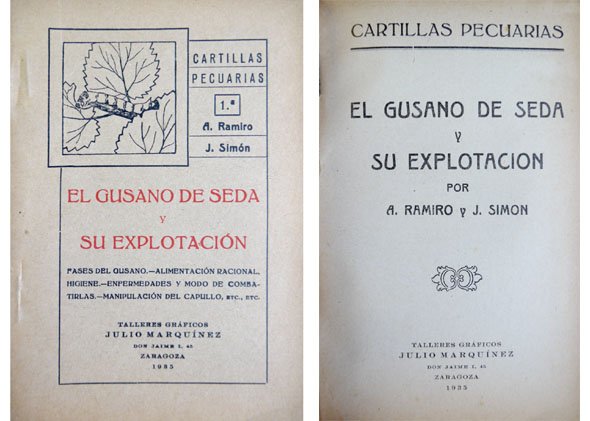 CARTILLAS
PECUARIAS
1.ª
A. Ramiro
J. Simón
EL GUSANO DE SEDA
y
SU EXPLOTACIÓN
FASES DEL GUSANO.—ALIMENTACIÓN RACIONAL.
HIGIENE.—ENFERMEDADES Y MODO DE COMBA-
TIRLAS.—MANIPULACIÓN DEL CAPULLO, ETC., ETC.
TALLERES GRÁFICOS
JULIO MARQUÍNEZ
DON JAIME I, 45
ZARAGOZA
1935
CARTILLAS PECUARIAS
EL GUSANO DE SEDA
y
SU EXPLOTACION
POR
A. RAMIRO y J. SIMON
TALLERES GRÁFICOS
JULIO MARQUÍNEZ
DON JAIME I, 45
ZARAGOZA
1935